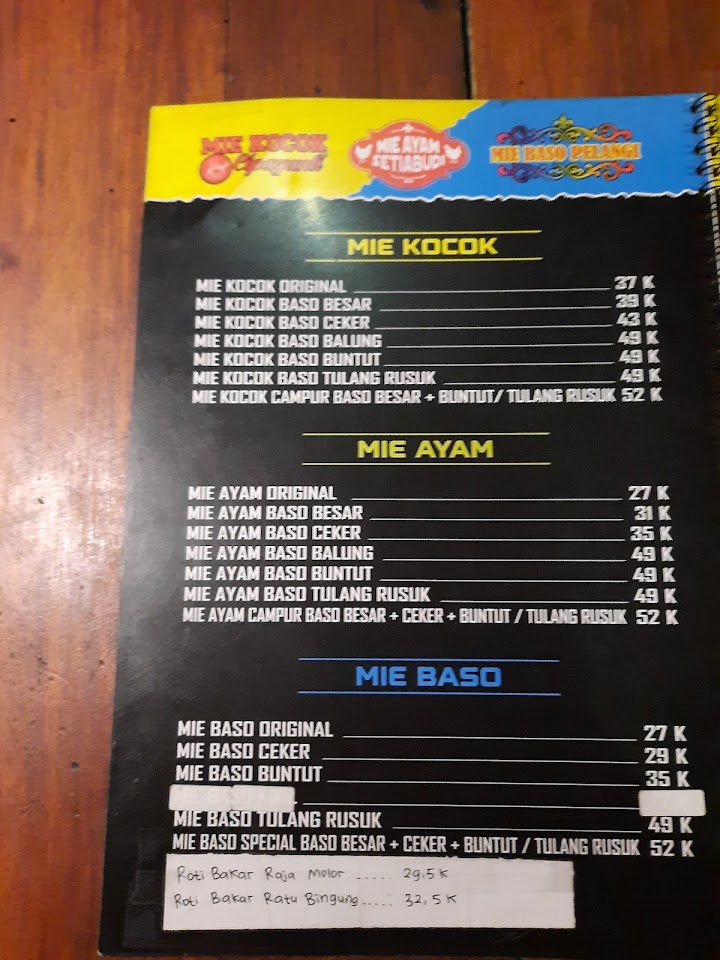 MIE KOCOK
MIE AYAM
SETIABUDI
MIE BASO PELANGI
MIE KOCOK
MIE KOCOK ORIGINAL 37 K
MIE KOCOK BASO BESAR 39 K
MIE KOCOK BASO CEKER 43 K
MIE KOCOK BASO BALUNG 49 K
MIE KOCOK BASO BUNTUT 49 K
MIE KOCOK BASO TULANG RUSUK 49 K
MIE KOCOK CAMPUR BASO BESAR + BUNTUT/ TULANG RUSUK 52 K
MIE AYAM
MIE AYAM ORIGINAL 27 K
MIE AYAM BASO BESAR 31 K
MIE AYAM BASO CEKER 35 K
MIE AYAM BASO BALUNG 49 K
MIE AYAM BASO BUNTUT 49 K
MIE AYAM BASO TULANG RUSUK 49 K
MIE AYAM CAMPUR BASO BESAR + CEKER + BUNTUT / TULANG RUSUK 52 K
MIE BASO
MIE BASO ORIGINAL 27 K
MIE BASO CEKER 29 K
MIE BASO BUNTUT 35 K
MIE BASO TULANG RUSUK 49 K
MIE BASO SPECIAL BASO BESAR + CEKER + BUNTUT / TULANG RUSUK 52 K
Roti Bakar Raja Molor ..... 29,5 K
Roti Bakar Ratu Bingung ..... 32,5 K